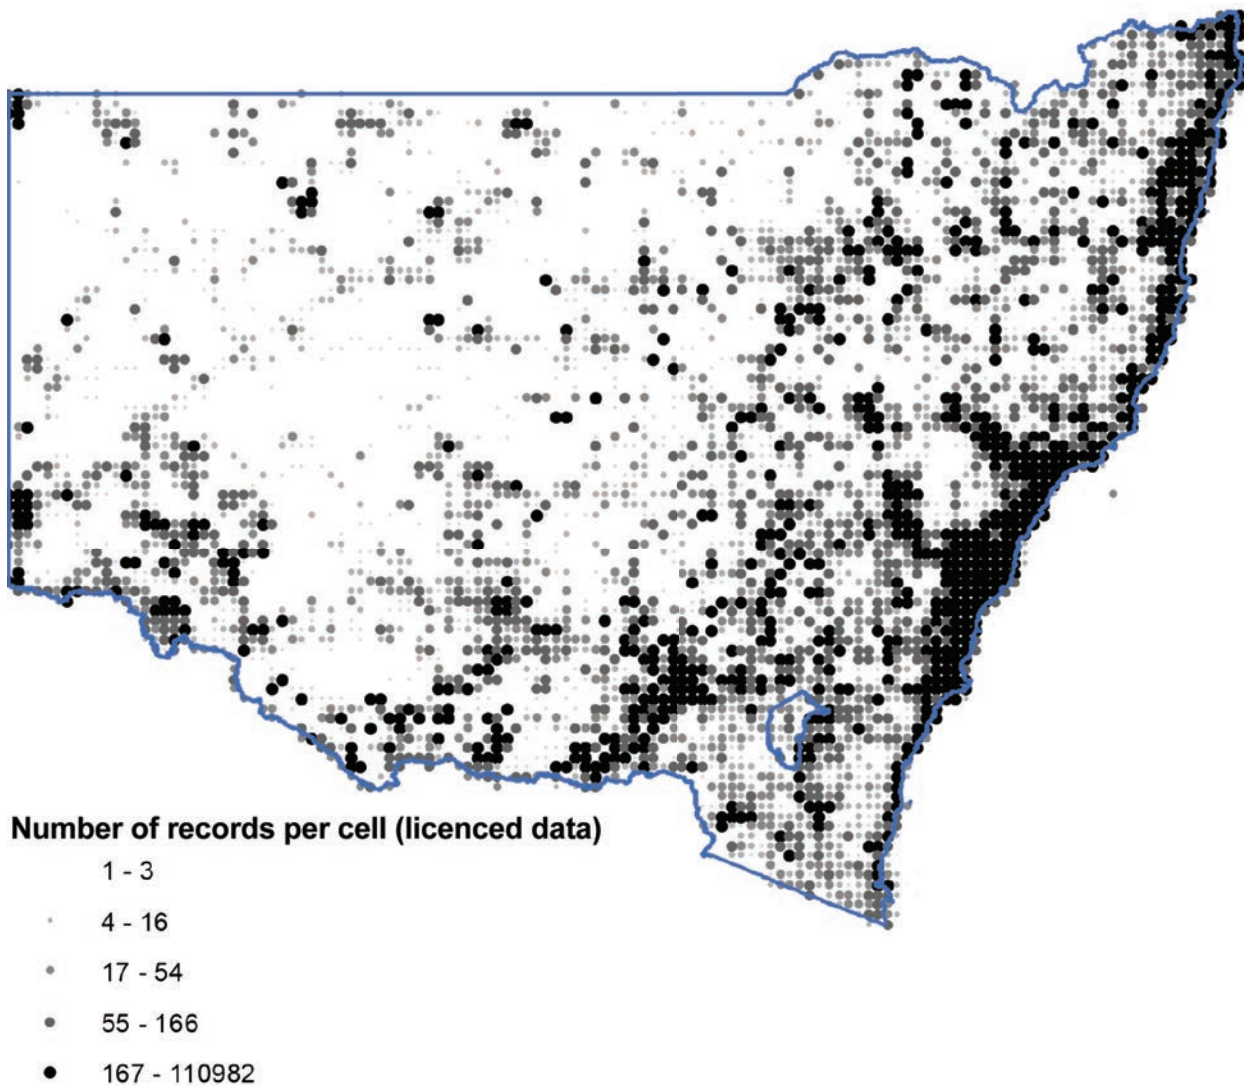 Number of records per cell (licenced data)
1 - 3
4 - 16
17 - 54
55 - 166
167 - 110982